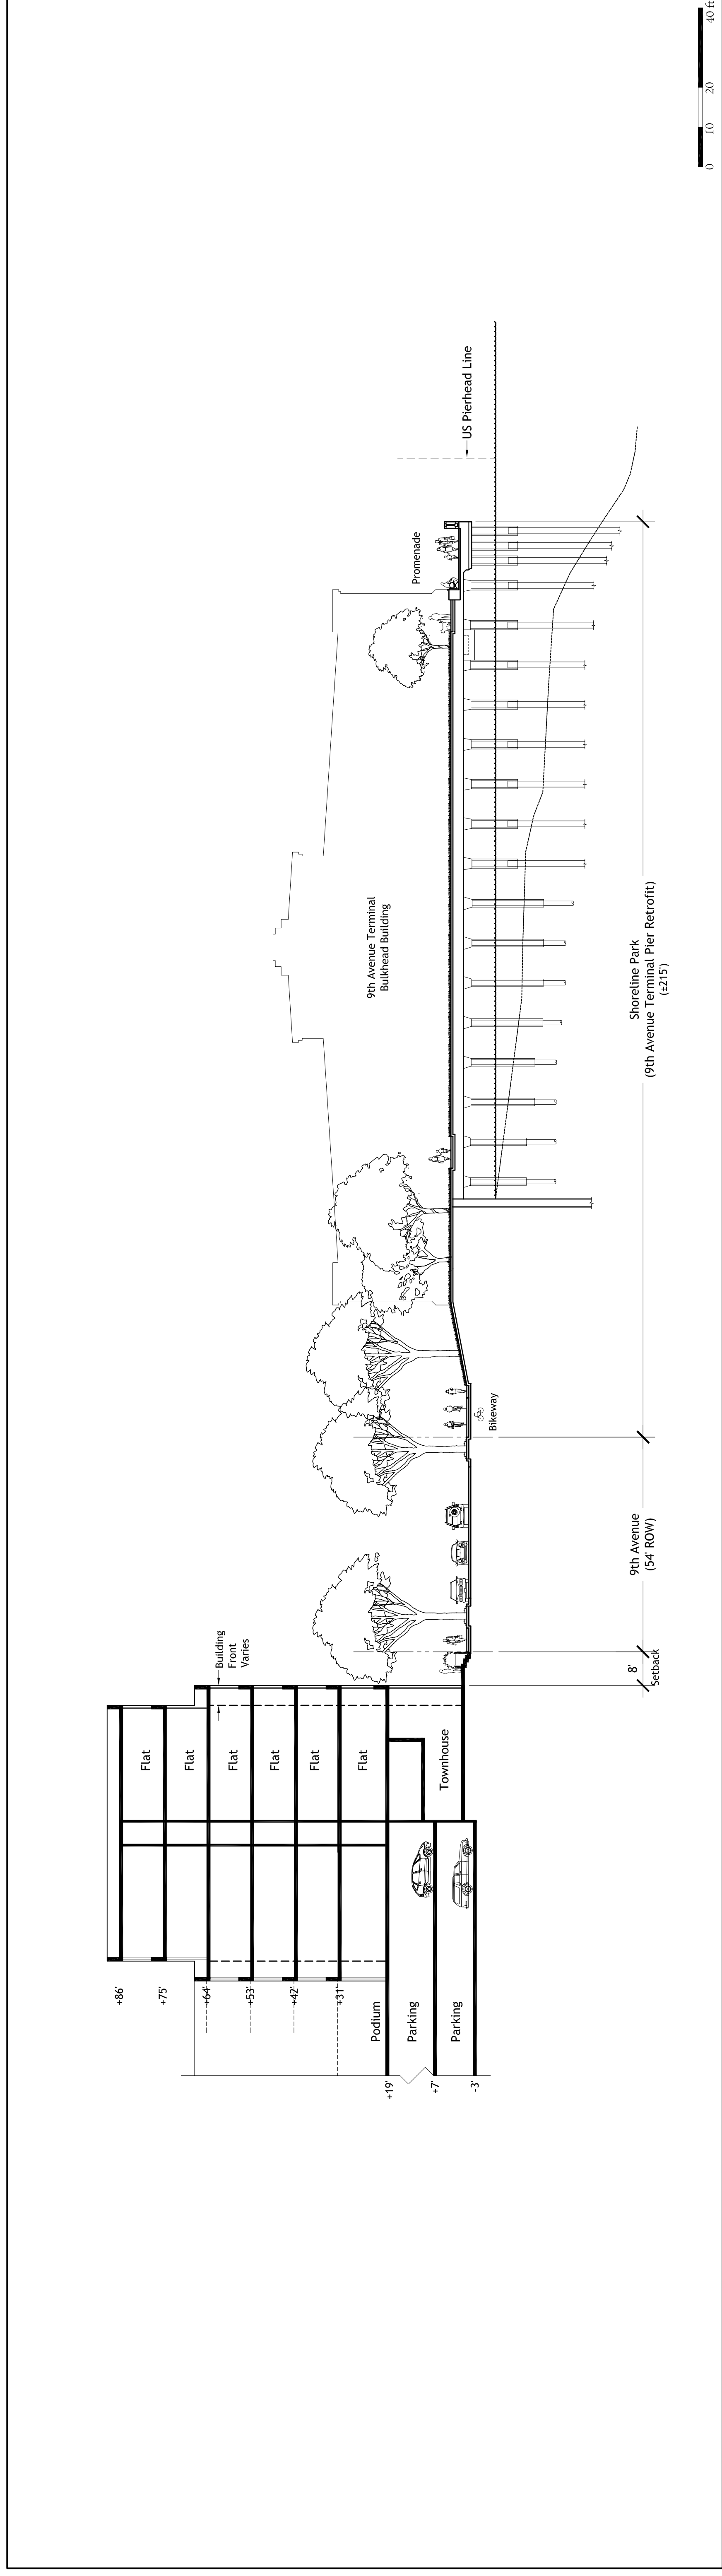 +86'
+75'
+64'
+53'
+42'
+31'
+19'
+7'
-3'
Podium
Parking
Parking
Flat
Flat
Flat
Flat
Flat
Flat
Townhouse
Building
Front
Varies
8'
Setback
9th Avenue
(54' ROW)
Bikeway
9th Avenue Terminal
Bulkhead Building
Shoreline Park
(9th Avenue Terminal Pier Retrofit)
(±215')
Promenade
US Pierhead Line
0 10 20 40 ft